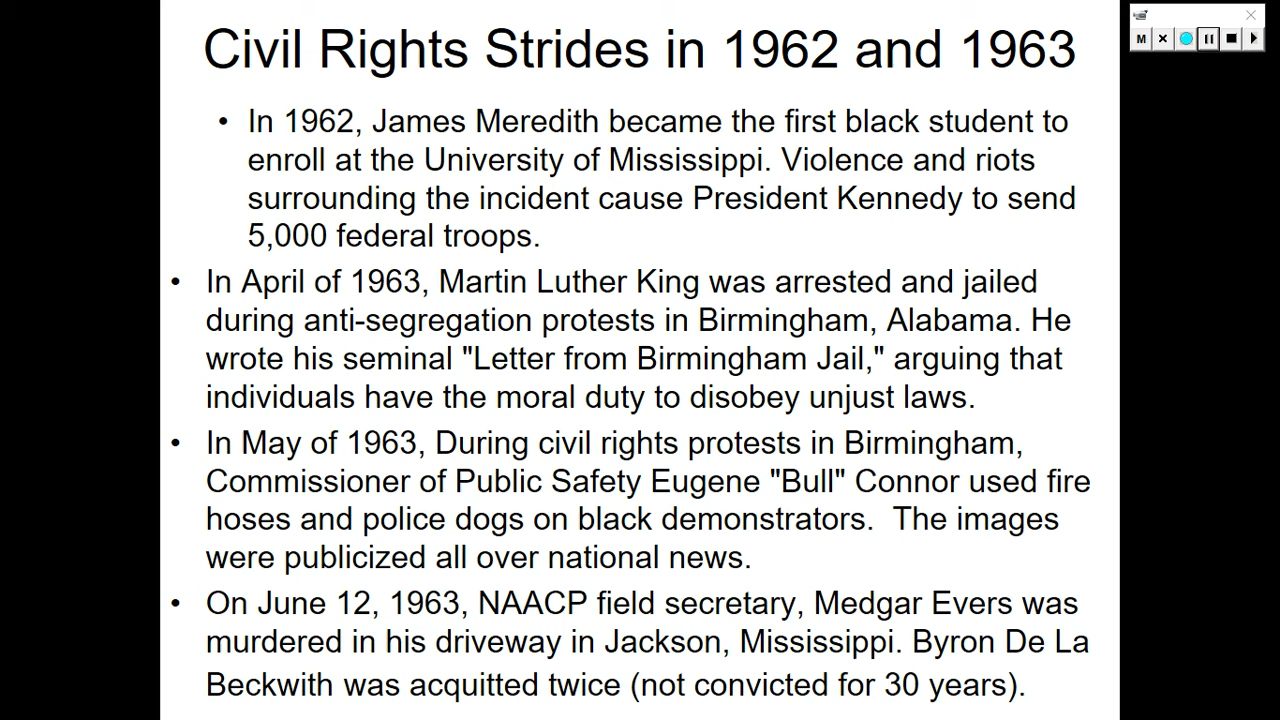 Civil Rights Strides in 1962 and 1963
• In 1962, James Meredith became the first black student to
enroll at the University of Mississippi. Violence and riots
surrounding the incident cause President Kennedy to send
5,000 federal troops.
• In April of 1963, Martin Luther King was arrested and jailed
during anti-segregation protests in Birmingham, Alabama. He
wrote his seminal "Letter from Birmingham Jail," arguing that
individuals have the moral duty to disobey unjust laws.
• In May of 1963, During civil rights protests in Birmingham,
Commissioner of Public Safety Eugene "Bull" Connor used fire
hoses and police dogs on black demonstrators.  The images
were publicized all over national news.
• On June 12, 1963, NAACP field secretary, Medgar Evers was
murdered in his driveway in Jackson, Mississippi. Byron De La
Beckwith was acquitted twice (not convicted for 30 years).
M